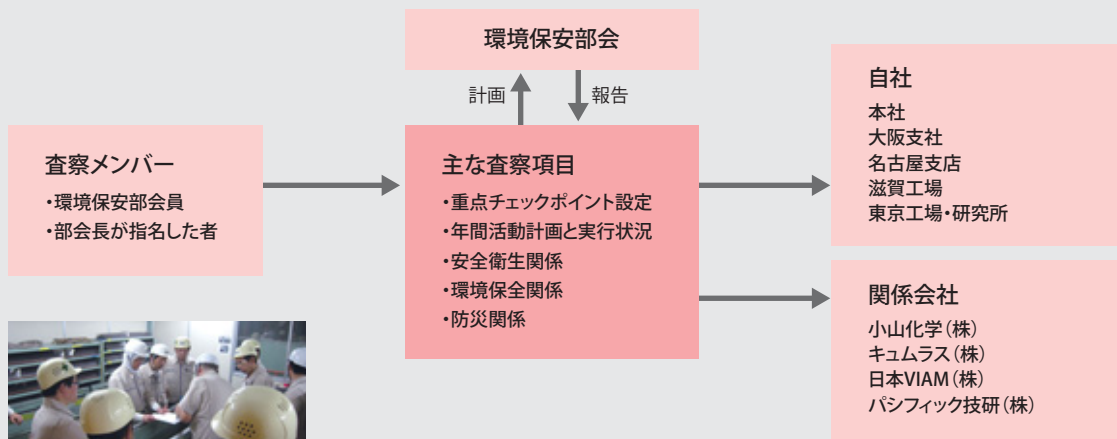 環境保安部会
計画
報告
査察メンバー
・環境保安部会員
・部会長が指名した者
主な査察項目
・重点チェックポイント設定
・年間活動計画と実行状況
・安全衛生関係
・環境保全関係
・防災関係
自社
本社
大阪支社
名古屋支店
滋賀工場
東京工場・研究所
関係会社
小山化学(株)
キュムラス(株)
日本VIAM(株)
パシフィック技研(株)